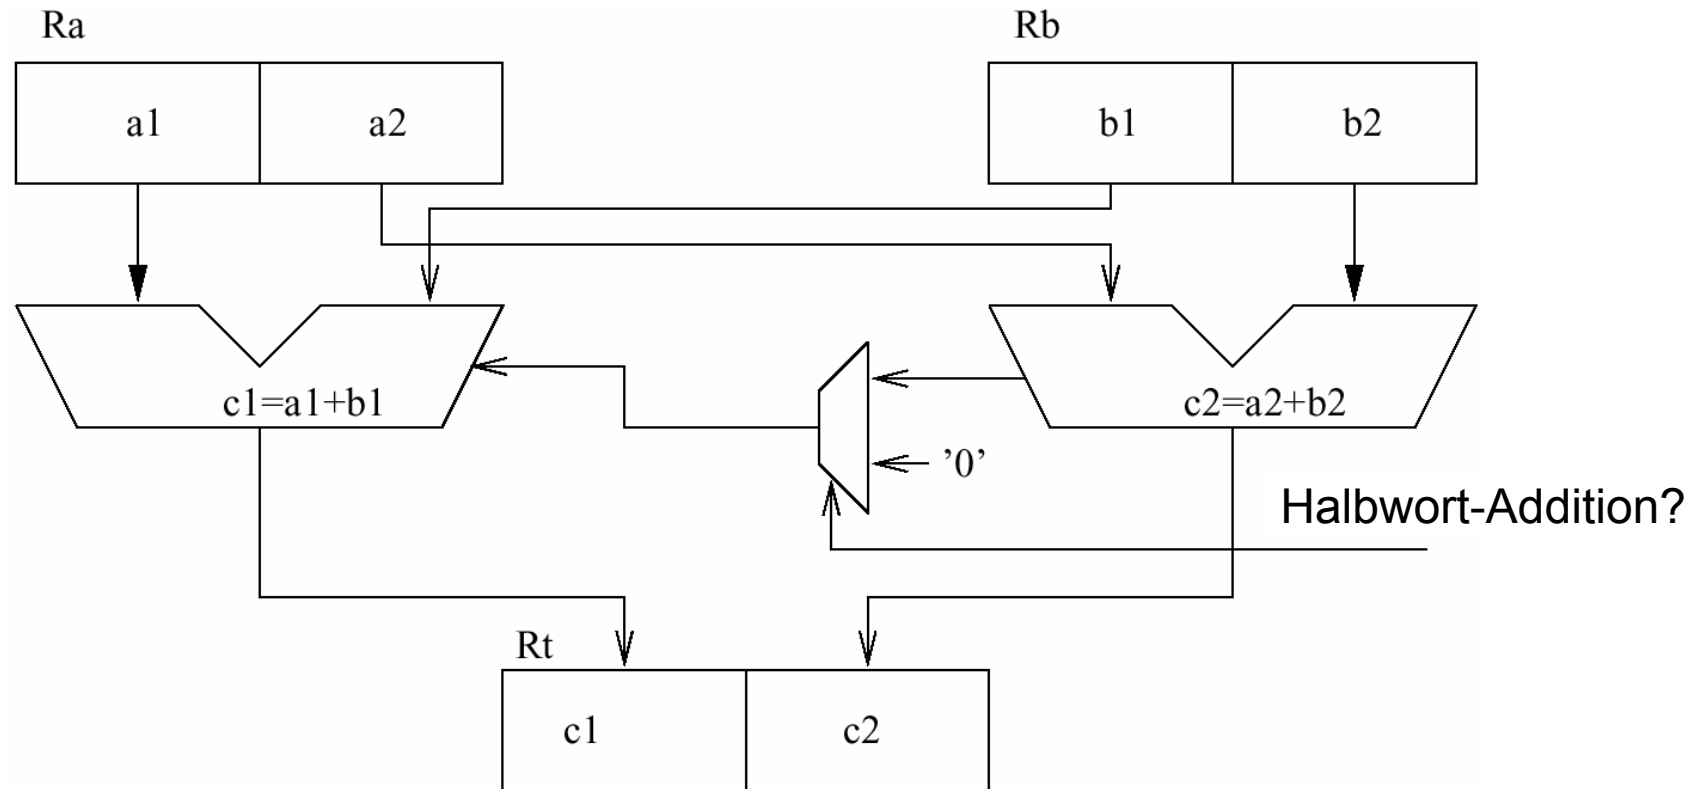 Ra
Rb
a1
a2
b1
b2
c1=a1+b1
c2=a2+b2
’0’
Halbwort-Addition?
Rt
c1
c2